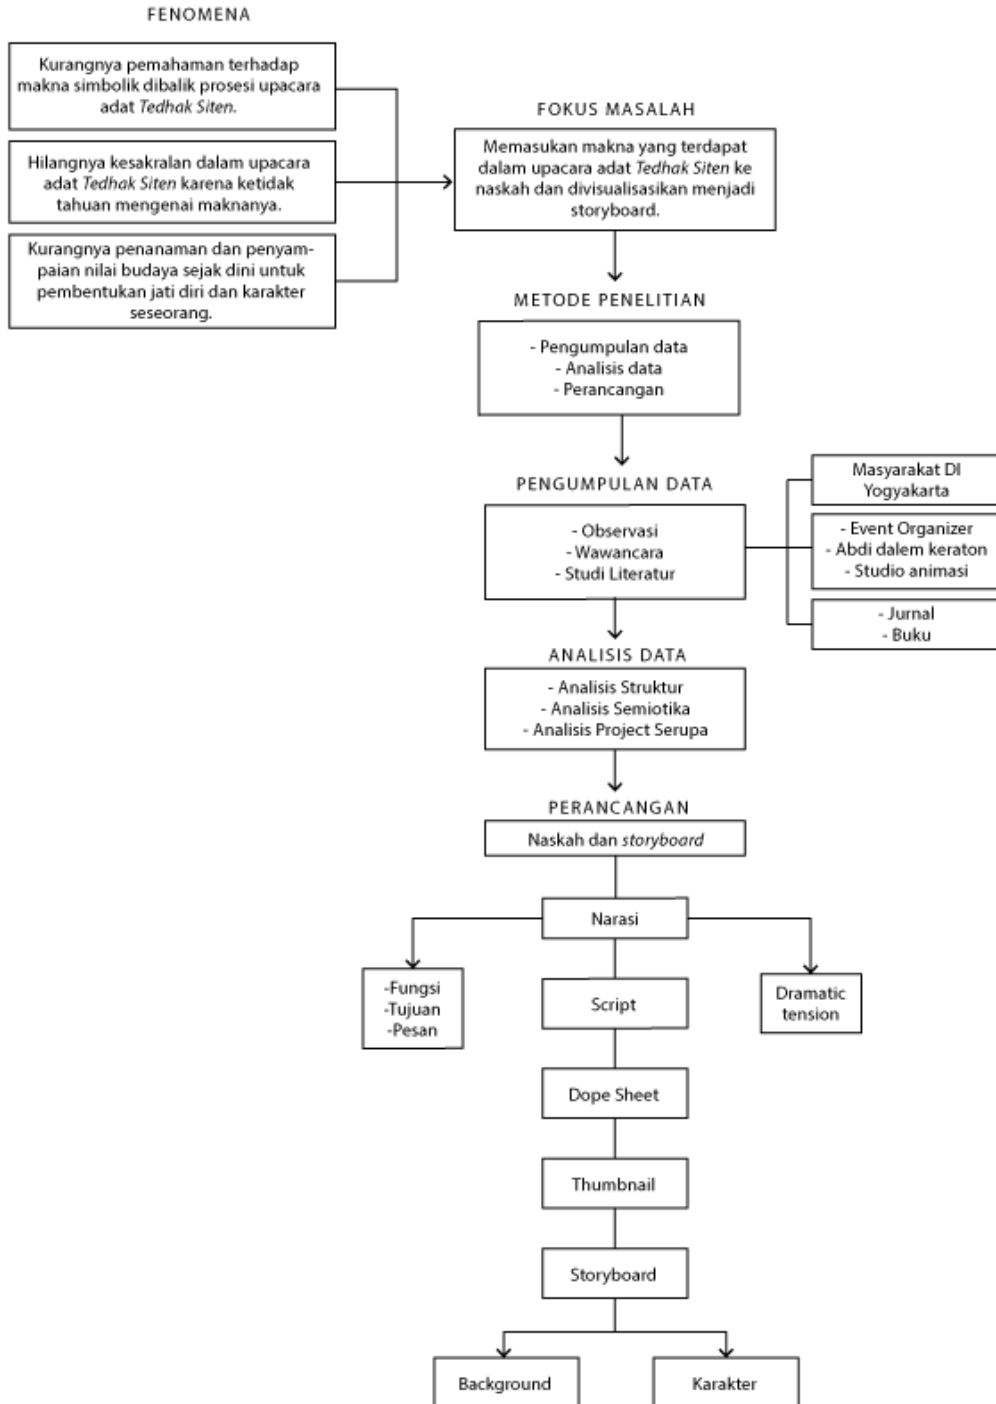 FENOMENA
Kurangnya pemahaman terhadap
makna simbolik dibalik prosesi upacara
adat Tedhak Siten.
Hilangnya kesakralan dalam upacara
adat Tedhak Siten karena ketidak
tahuan mengenai maknanya.
Kurangnya penanaman dan penyam-
paian nilai budaya sejak dini untuk
pembentukan jati diri dan karakter
seseorang.
FOKUS MASALAH
Memasukan makna yang terdapat
dalam upacara adat Tedhak Siten ke
naskah dan divisualisasikan menjadi
storyboard.
METODE PENELITIAN
- Pengumpulan data
- Analisis data
- Perancangan
PENGUMPULAN DATA
- Observasi
- Wawancara
- Studi Literatur
Masyarakat DI
Yogyakarta
- Event Organizer
- Abdi dalem keraton
- Studio animasi
- Jurnal
- Buku
ANALISIS DATA
- Analisis Struktur
- Analisis Semiotika
- Analisis Project Serupa
PERANCANGAN
Naskah dan storyboard
Narasi
-Fungsi
-Tujuan
-Pesan
Dramatic
tension
Script
Dope Sheet
Thumbnail
Storyboard
Background
Karakter